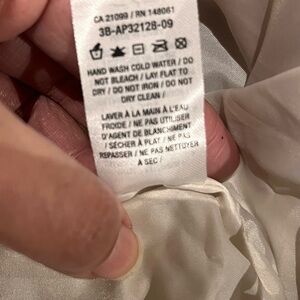 CA 21099 / RN 148061
3B-AP32128-09
HAND WASH COLD WATER / DO
NOT BLEACH / LAY FLAT TO
DRY / DO NOT IRON / DO NOT
DRY CLEAN /
LAVER À LA MAIN À L'EAU
FROIDE / NE PAS UTILISER
D'AGENT DE BLANCHIMENT
/ SÉCHER À PLAT / NE PAS
REPASSER / NE PAS NETTOYER
A SEC /